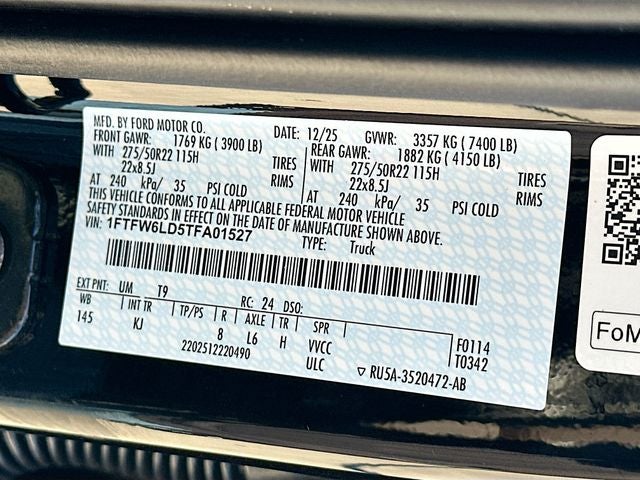 MFD. BY FORD MOTOR CO.
DATE: 12/25 GVWR: 3357 KG ( 7400 LB)
FRONT GAWR: 1769 KG ( 3900 LB) REAR GAWR: 1882 KG ( 4150 LB)
WITH 275/50R22 115H TIRES WITH 275/50R22 115H TIRES
22x8.5J RIMS 22x8.5J RIMS
AT 240 kPa/ 35 PSI COLD AT 240 kPa/ 35 PSI COLD
THIS VEHICLE CONFORMS TO ALL APPLICABLE FEDERAL MOTOR VEHICLE
SAFETY STANDARDS IN EFFECT ON THE DATE OF MANUFACTURE SHOWN ABOVE.
VIN: 1FTFW6LD5TFA01527
TYPE: Truck
EXT PNT: UM T9 RC: 24 DSO:
WB INT TR TP/PS R AXLE TR SPR
145 KJ 8 L6 H VVCC
ULC
2202512220490
F0114
T0342
▽ RU5A-3520472-AB
FoM